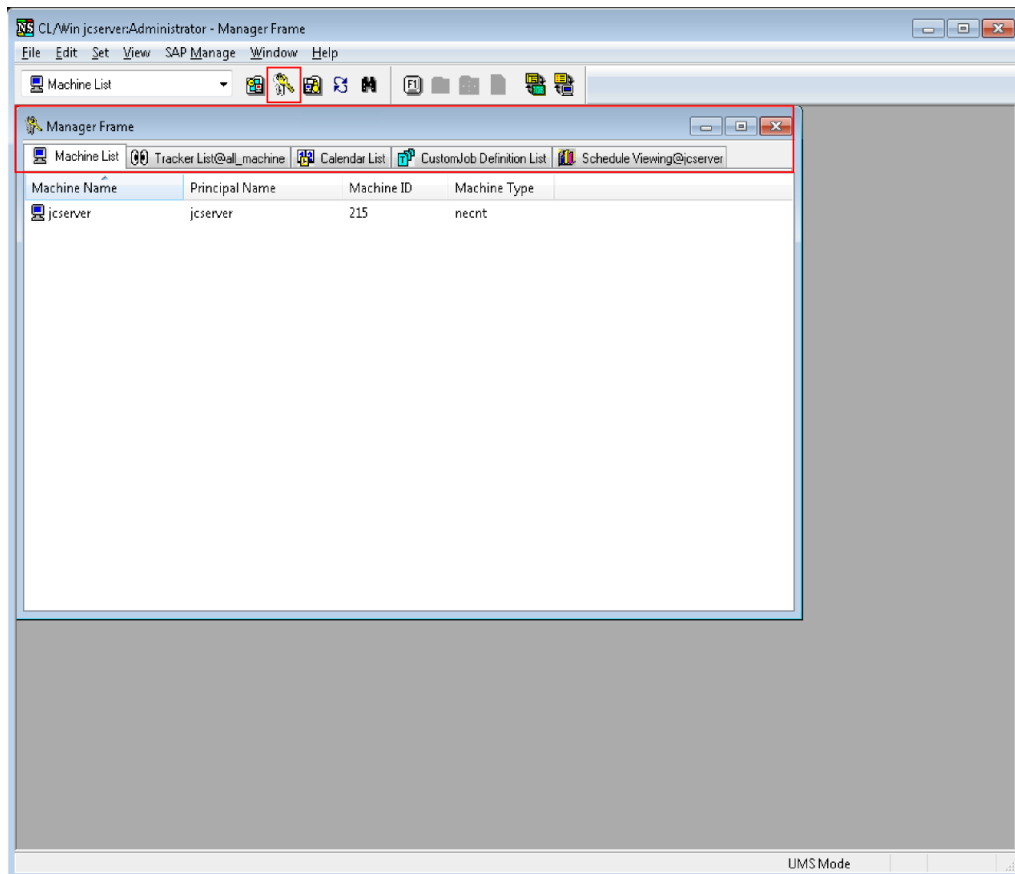 CL/Win jcserver:Administrator - Manager Frame
File Edit Set View SAP Manage Window Help
Machine List
F1
Manager Frame
Machine List Tracker List@all_machine Calendar List CustomJob Definition List Schedule Viewing@jcserver
Machine Name Principal Name Machine ID Machine Type
jcserver jcserver 215 necnt
UMS Mode